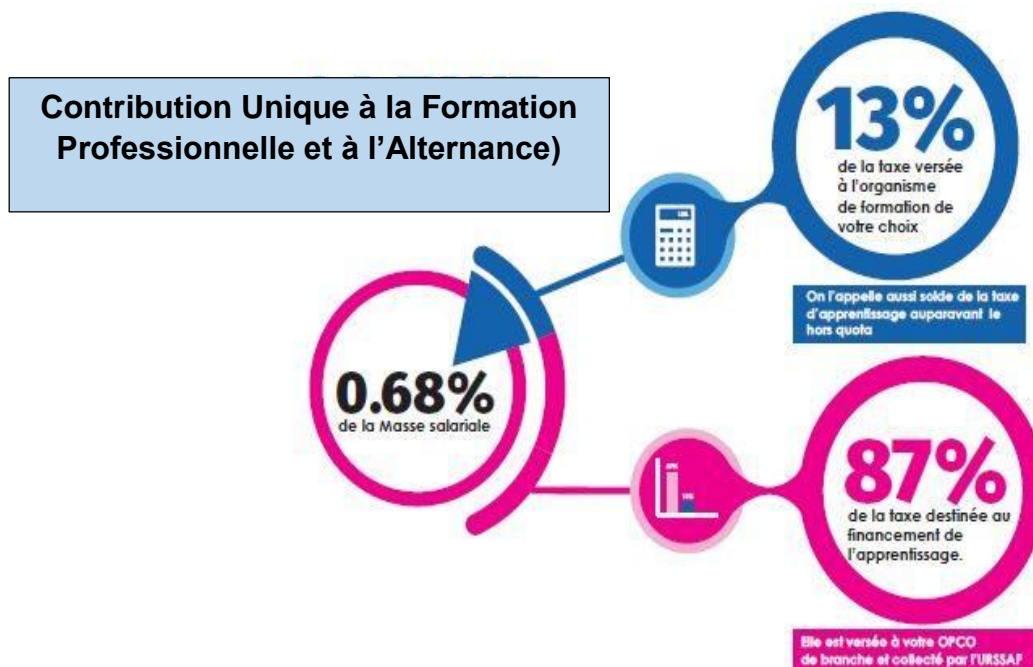 Contribution Unique à la Formation
Professionnelle et à l'Alternance)
13%
de la taxe versée
à l'organisme
de formation de
votre choix
On l'appelle aussi solde de la taxe
d'apprentissage auparavant le
hors quota
0.68%
de la Masse salariale
87%
de la taxe destinée au
financement de
l'apprentissage.
Elle est versée à votre OPCO
de branche et collecté par l'URSSAF